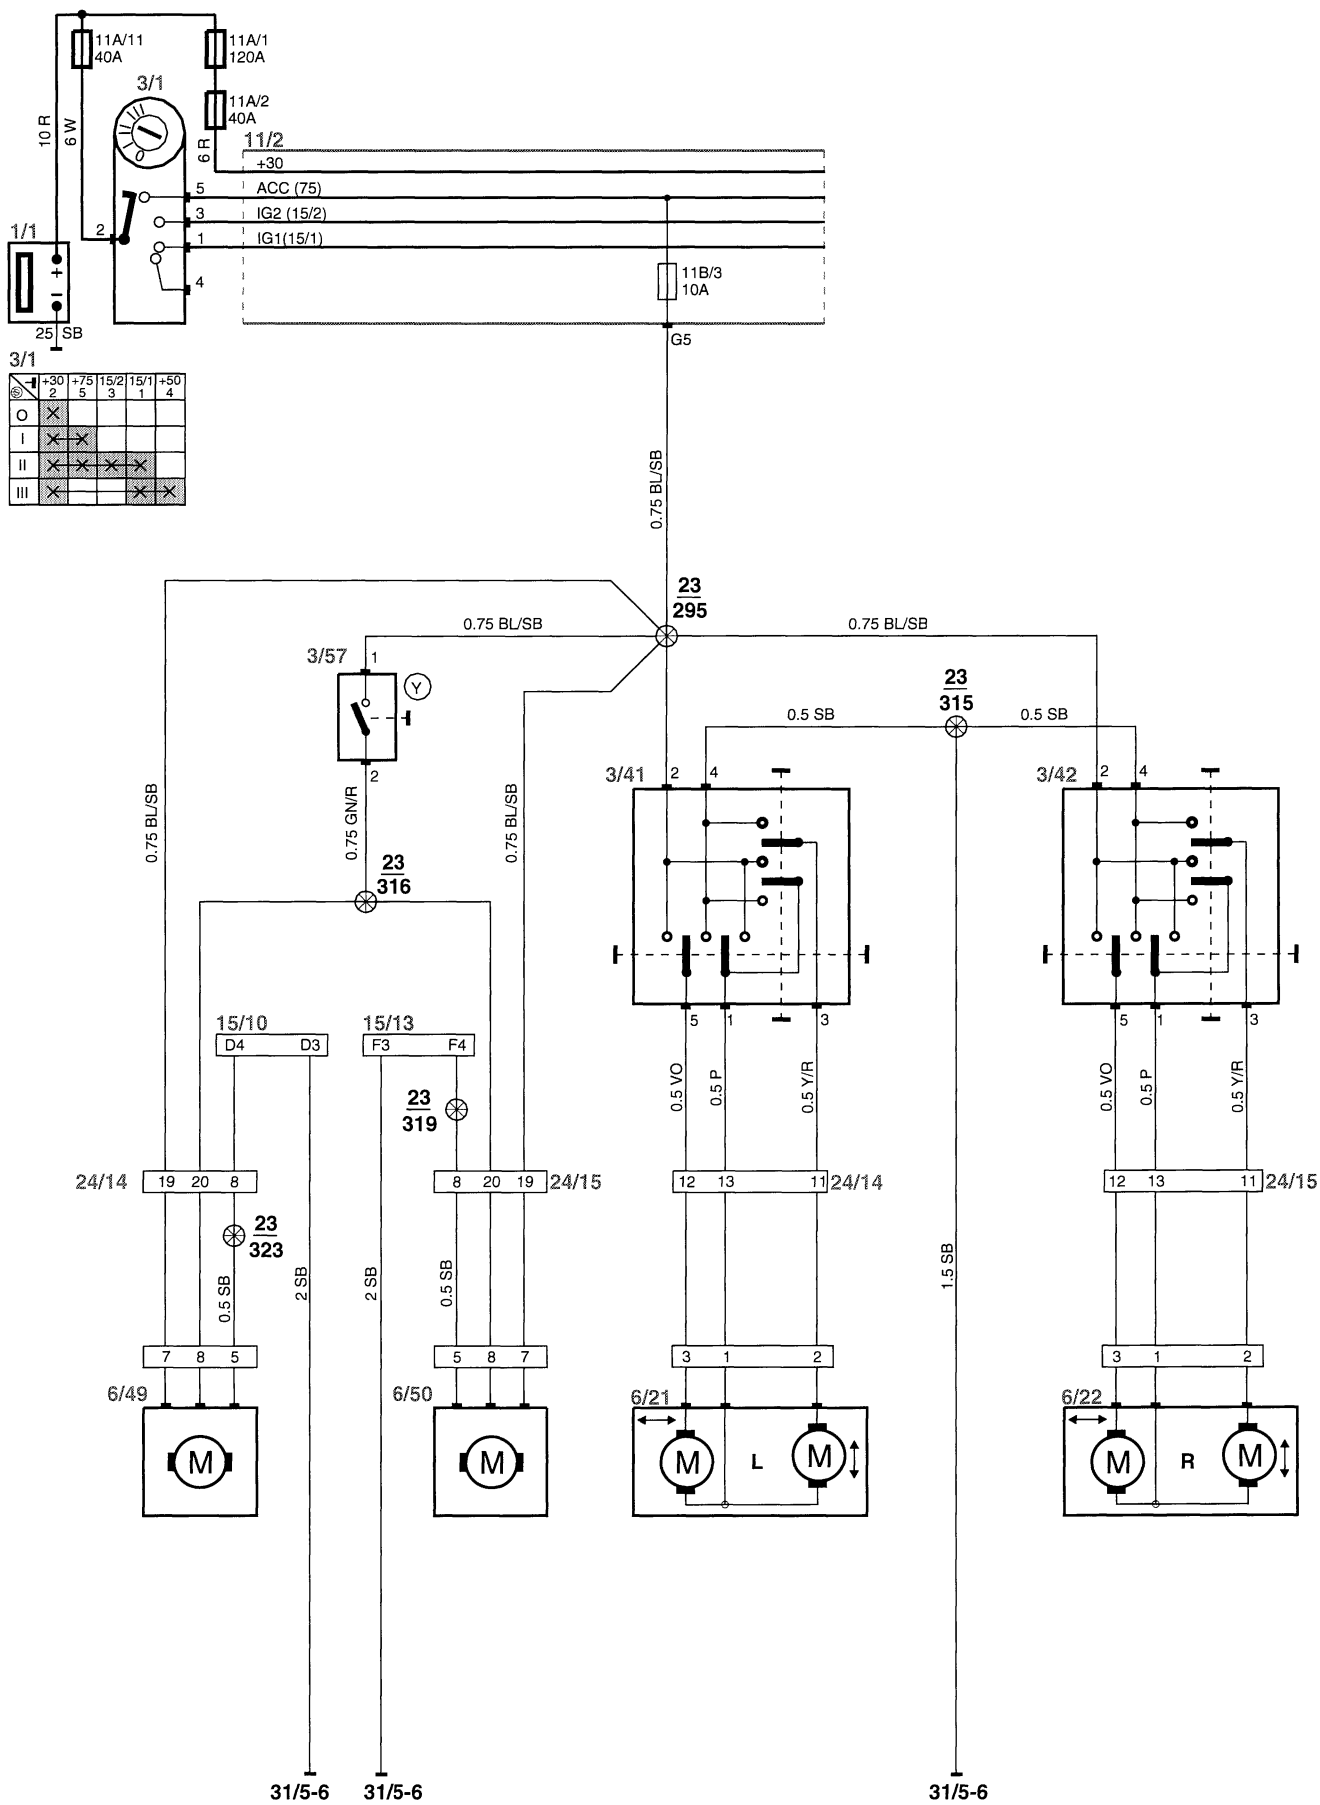 11A/11
40A
11A/1
120A
3/1
11A/2
40A
10 R
6 W
6 R
0
11/2
+30
5 ACC (75)
3 IG2 (15/2)
2
1 IG1(15/1)
4
1/1
+
–
25 SB
11B/3
10A
G5
3/1
+30 +75 15/2 15/1 +50
2 5 3 1 4
O X
I X X
II X X X X
III X X X
0.75 BL/SB
23
295
0.75 BL/SB
0.75 BL/SB
3/57 1
Y
2
23
315
0.5 SB
0.5 SB
3/41 2 4
3/42 2 4
0.75 BL/SB
0.75 GN/R
0.75 BL/SB
23
316
15/10
D4 D3
15/13
F3 F4
5 1 3
5 1 3
0.5 VO
0.5 P
0.5 Y/R
0.5 VO
0.5 P
0.5 Y/R
23
319
24/14 19 20 8
8 20 19 24/15
12 13 11 24/14
12 13 11 24/15
23
323
0.5 SB
2 SB
2 SB
0.5 SB
1.5 SB
7 8 5
5 8 7
3 1 2
3 1 2
6/49
6/50
6/21
6/22
M
M
M L M
M R M
31/5-6
31/5-6
31/5-6